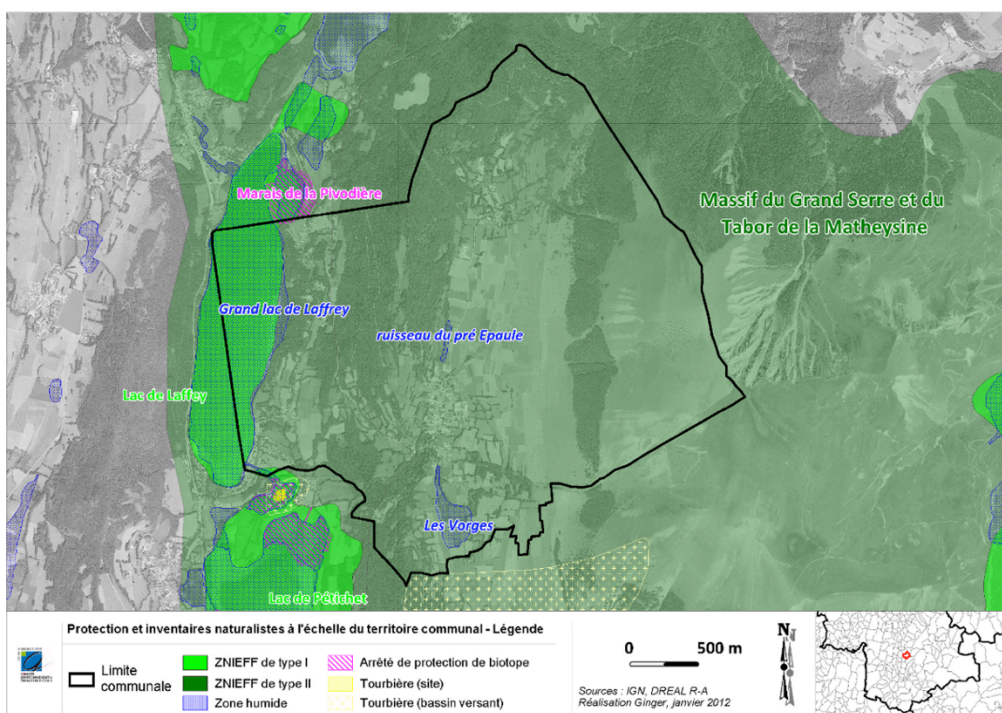 Marais de la Pivodière
Massif du Grand Serre et du
Tabor de la Matheysine
Grand lac de Laffrey
ruisseau du pré Epaule
Lac de Laffey
Les Vorges
Lac de Pétichet
Protection et inventaires naturalistes à l'échelle du territoire communal - Légende
Limite
communale
ZNIEFF de type I
ZNIEFF de type II
Zone humide
Arrêté de protection de biotope
Tourbière (site)
Tourbière (bassin versant)
0 500 m
Sources : IGN, DREAL R-A
Réalisation Ginger, janvier 2012
N